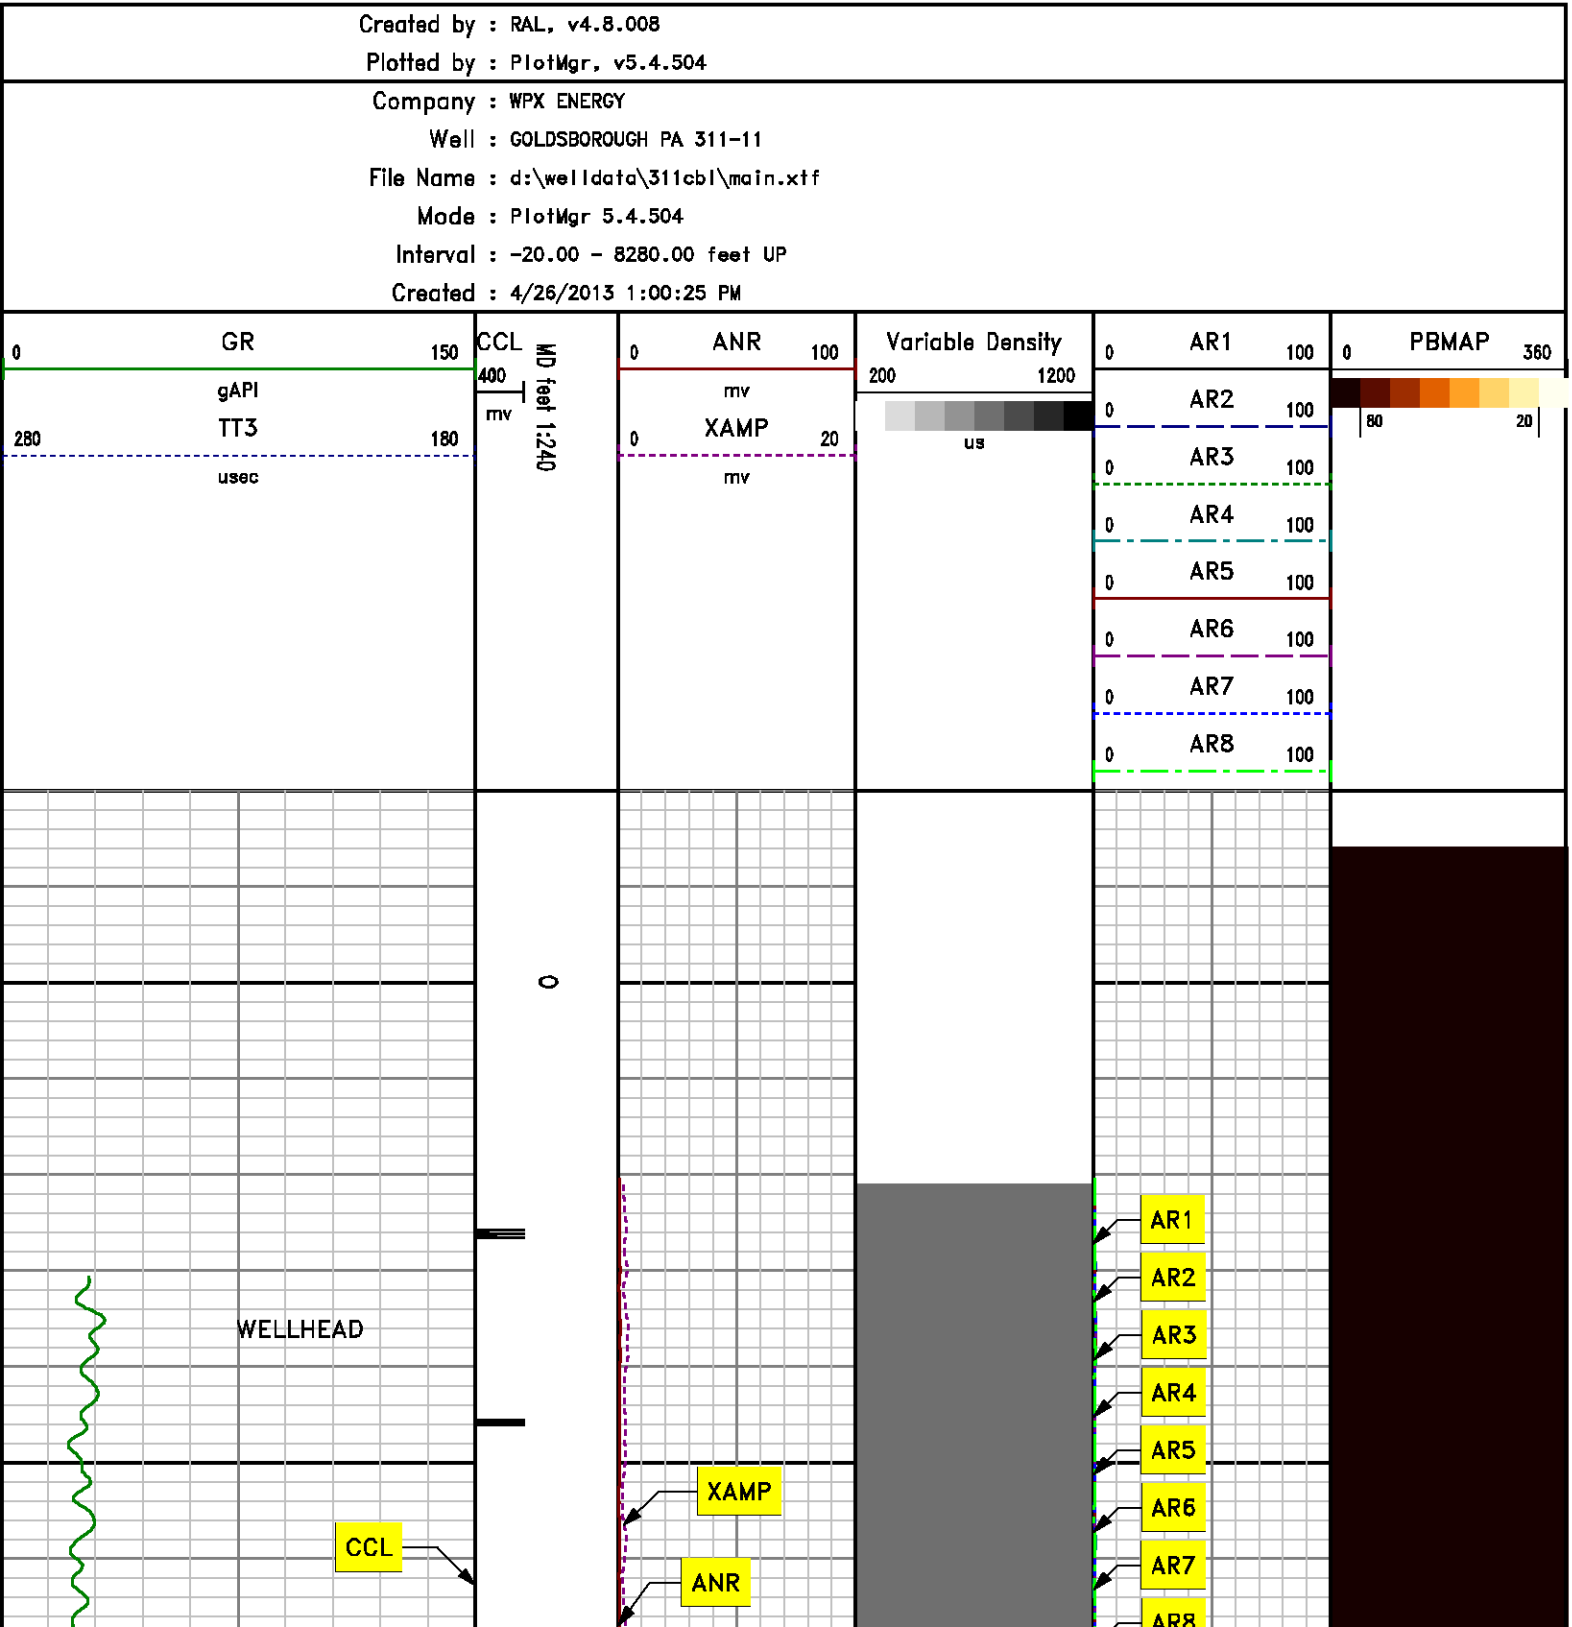 Created by : RAL, v4.8.008
Plotted by : PlotMgr, v5.4.504
Company : WPX ENERGY
Well : GOLDSBOROUGH PA 311-11
File Name : d:\welldata\311cbl\main.xtf
Mode : PlotMgr 5.4.504
Interval : -20.00 - 8280.00 feet UP
Created : 4/26/2013 1:00:25 PM
0 GR 150
gAPI
280 TT3 180
usec
CCL
400
mv
MD feet 1:240
0 ANR 100
mv
0 XAMP 20
mv
Variable Density
200 1200
us
0 AR1 100
0 AR2 100
0 AR3 100
0 AR4 100
0 AR5 100
0 AR6 100
0 AR7 100
0 AR8 100
0 PBMAP 360
80 20
0
AR1
AR2
WELLHEAD
AR3
AR4
AR5
XAMP
AR6
CCL
AR7
ANR
AR8